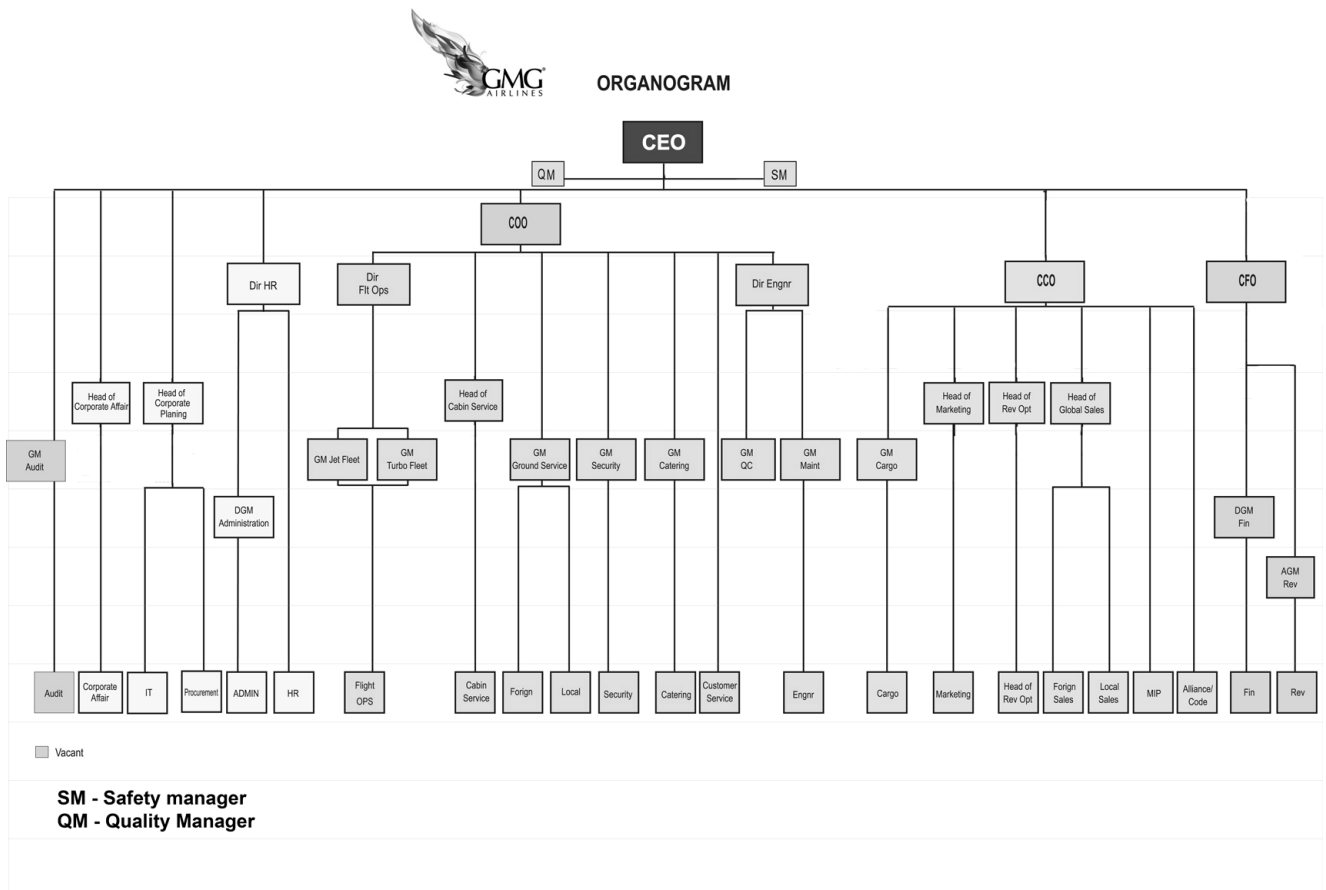 GMG®
AIRLINES
ORGANOGRAM
CEO
QM
SM
COO
Dir HR
Dir
Flt Ops
Dir Engnr
CCO
CFO
Head of
Corporate Affair
Head of
Corporate
Planing
Head of
Cabin Service
Head of
Marketing
Head of
Rev Opt
Head of
Global Sales
GM
Audit
GM Jet Fleet
GM
Turbo Fleet
GM
Ground Service
GM
Security
GM
Catering
GM
QC
GM
Maint
GM
Cargo
DGM
Administration
DGM
Fin
AGM
Rev
Audit
Corporate
Affair
IT
Procurement
ADMIN
HR
Flight
OPS
Cabin
Service
Forign
Local
Security
Catering
Customer
Service
Engnr
Cargo
Marketing
Head of
Rev Opt
Forign
Sales
Local
Sales
MIP
Alliance/
Code
Fin
Rev
Vacant
SM - Safety manager
QM - Quality Manager